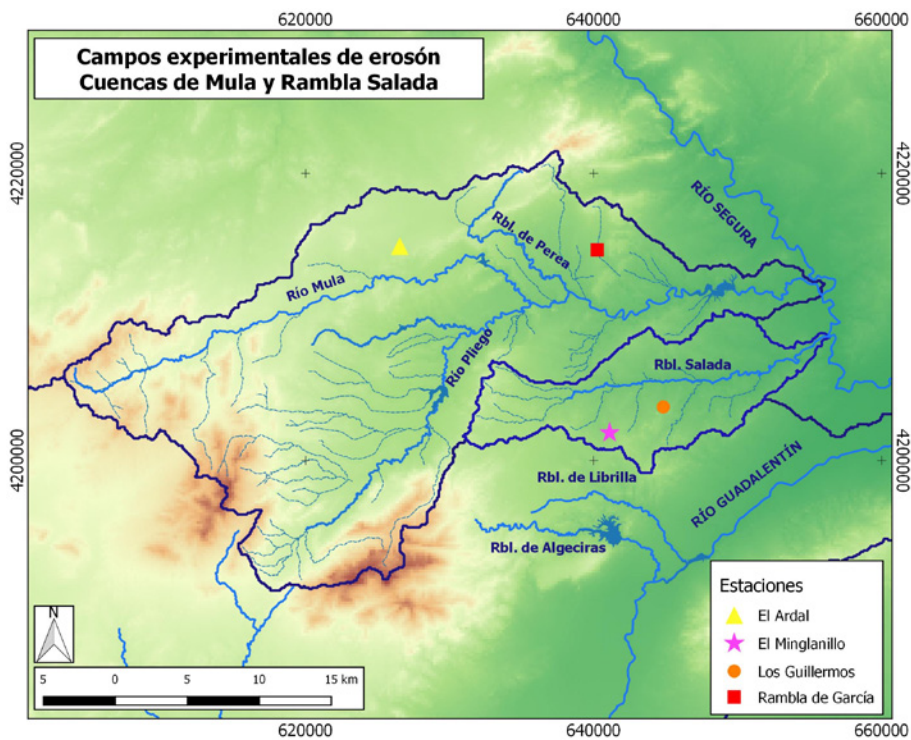 620000
640000
660000
Campos experimentales de erosón
Cuencas de Mula y Rambla Salada
4220000
4220000
RÍO SEGURA
Rbl. de Perea
Río Mula
Río Pliego
Rbl. Salada
4200000
4200000
Rbl. de Librilla
RÍO GUADALENTÍN
Rbl. de Algeciras
Estaciones
El Ardal
El Minglanillo
Los Guillermos
Rambla de García
N
5 0 5 10 15 km
620000
640000
660000